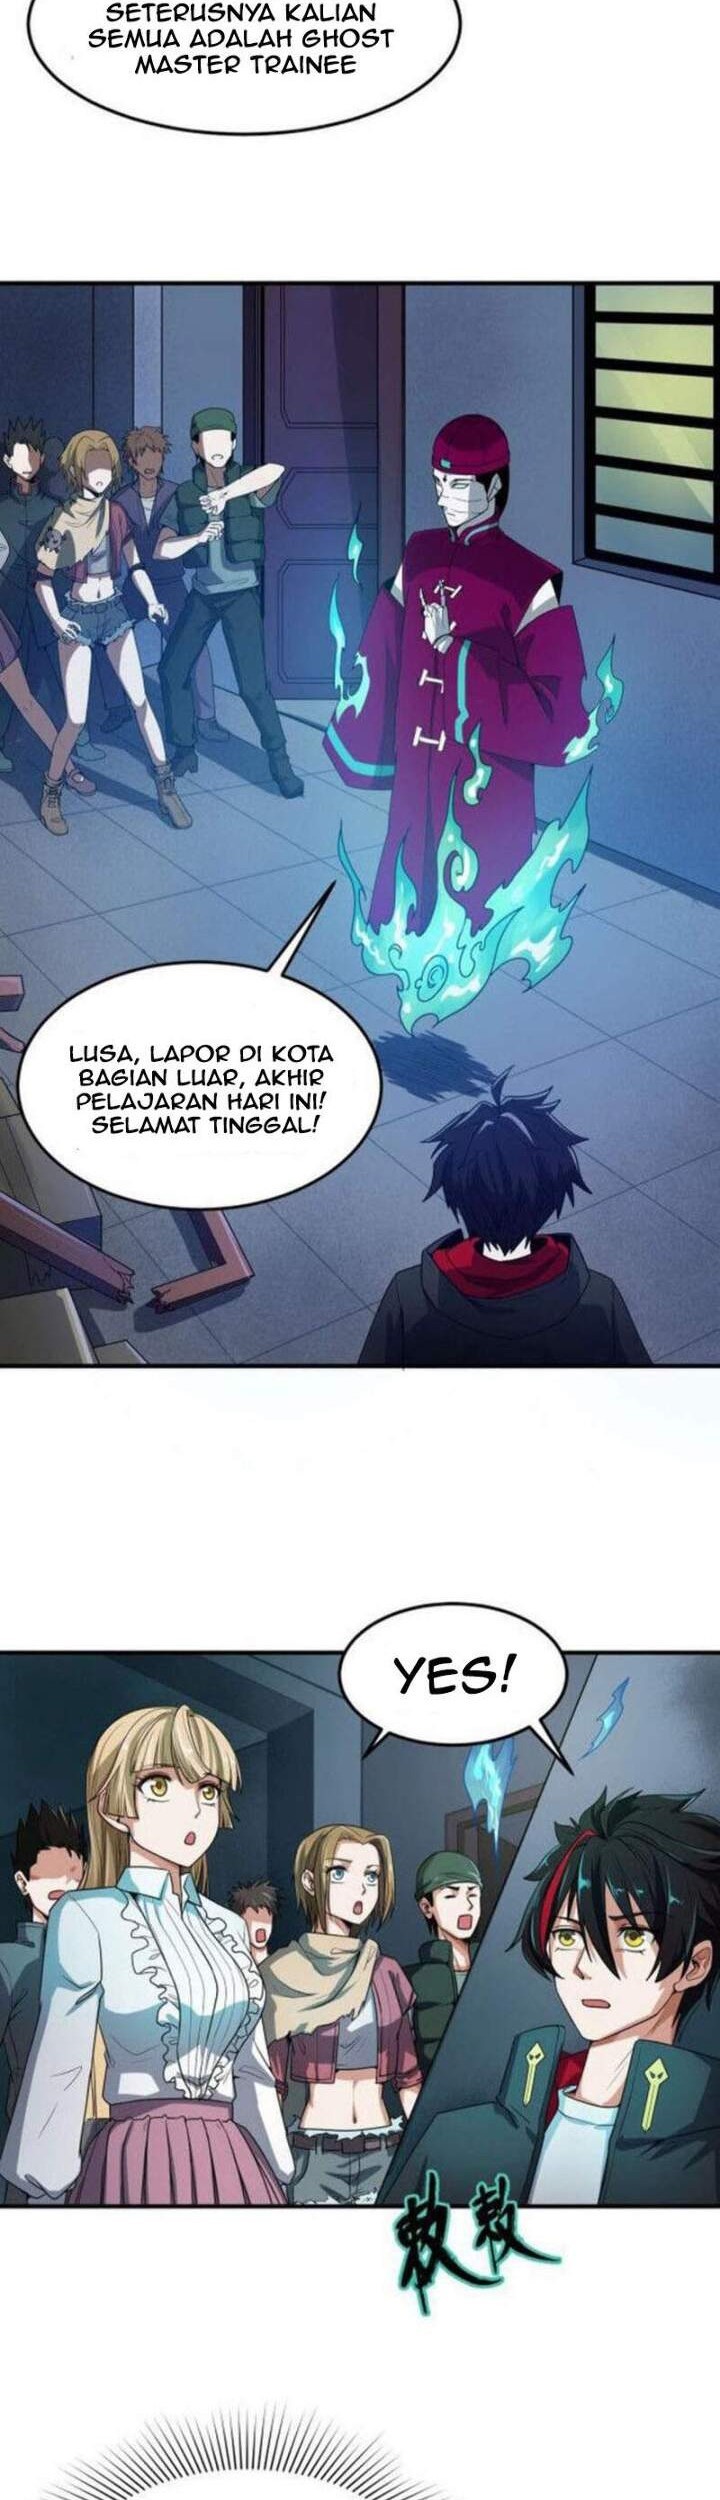 SETERUSNYA KALIAN
SEMUA ADALAH GHOST
MASTER TRAINEE
LUSA, LAPOR DI KOTA
BAGIAN LUAR, AKHIR
PELAJARAN HARI INI!
SELAMAT TINGGAL!
YES!